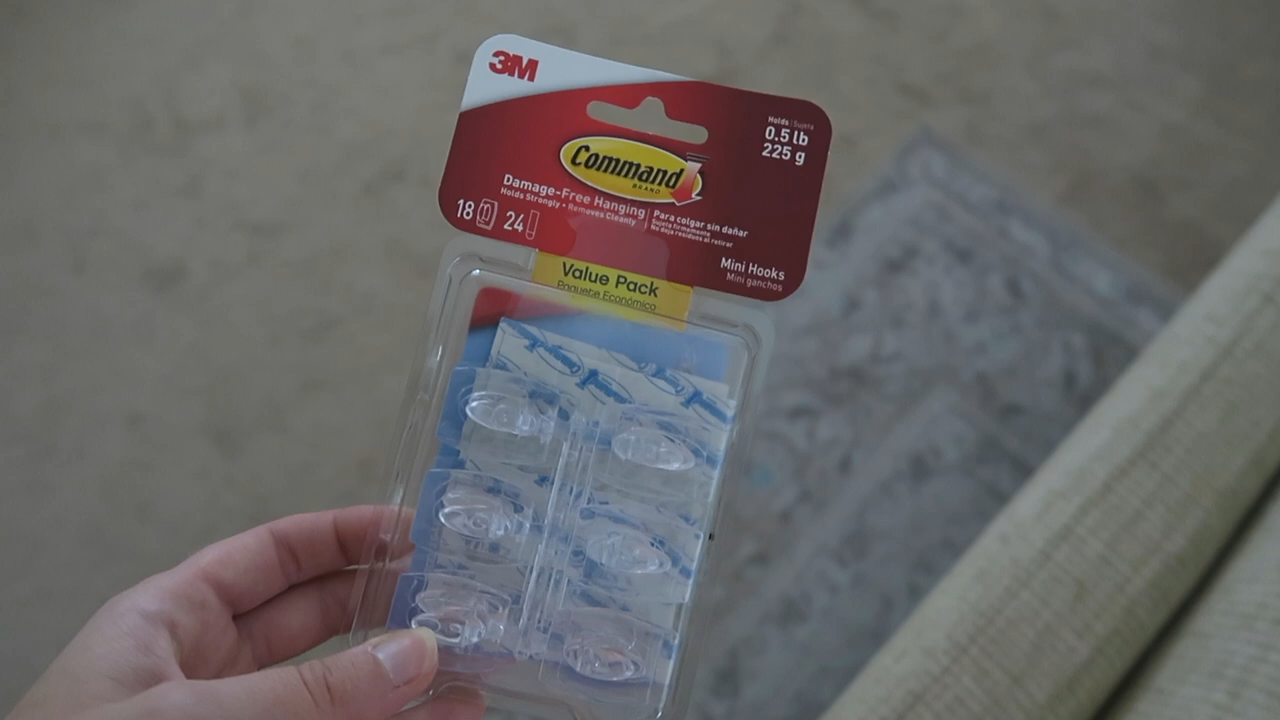 3M
Holds | Sujeta
0.5 lb
225 g
Command
BRAND
Damage-Free Hanging
Holds Strongly • Removes Cleanly
Para colgar sin dañar
Sujeta firmemente
No deja residuos al retirar
18 24
Mini Hooks
Mini ganchos
Value Pack
Paquete Económico